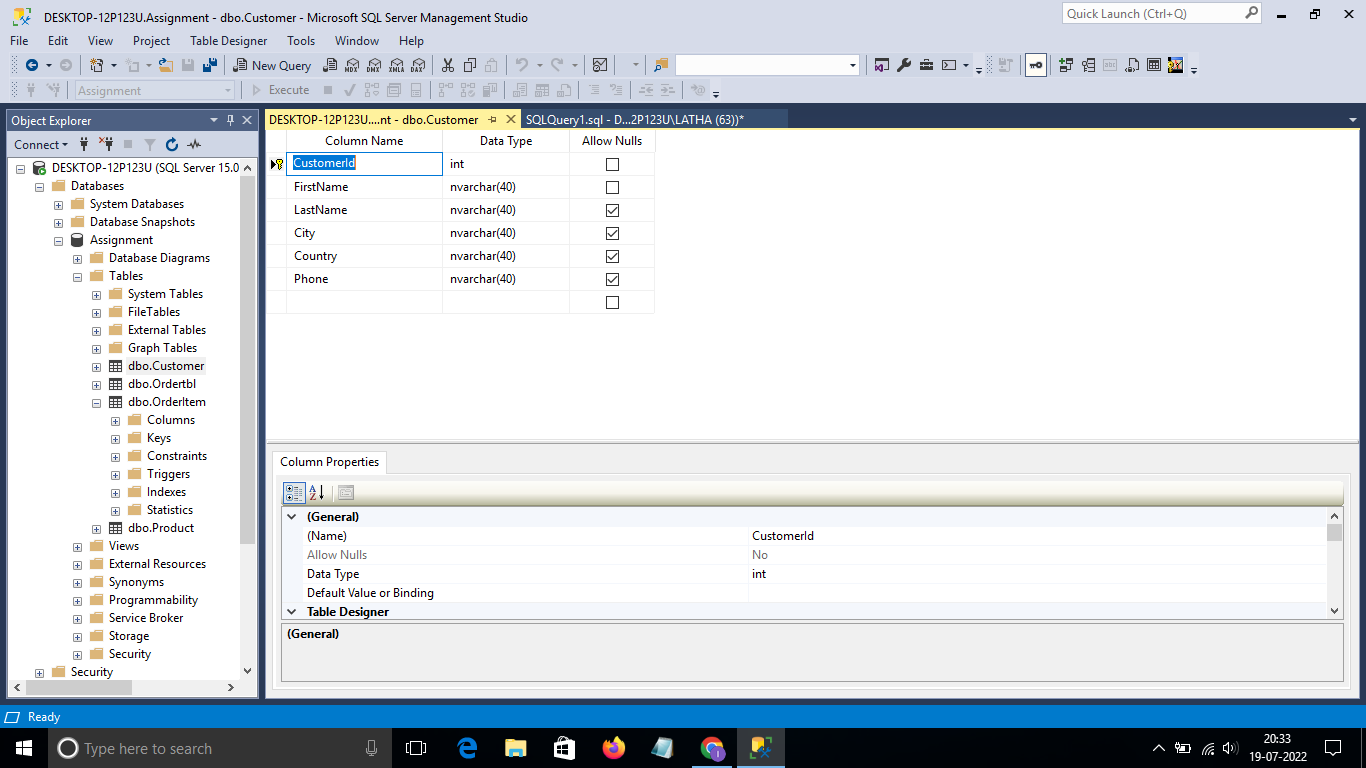 DESKTOP-12P123U.Assignment - dbo.Customer - Microsoft SQL Server Management Studio
Quick Launch (Ctrl+Q)
File Edit View Project Table Designer Tools Window Help
New Query
MDX DMX XMLA DAX
Assignment
Execute
Object Explorer
Connect
DESKTOP-12P123U (SQL Server 15.0
Databases
System Databases
Database Snapshots
Assignment
Database Diagrams
Tables
System Tables
FileTables
External Tables
Graph Tables
dbo.Customer
dbo.Ordertbl
dbo.OrderItem
Columns
Keys
Constraints
Triggers
Indexes
Statistics
dbo.Product
Views
External Resources
Synonyms
Programmability
Service Broker
Storage
Security
Security
DESKTOP-12P123U....nt - dbo.Customer
SQLQuery1.sql - D...2P123U\LATHA (63))*
Column Name Data Type Allow Nulls
CustomerId int
FirstName nvarchar(40)
LastName nvarchar(40)
City nvarchar(40)
Country nvarchar(40)
Phone nvarchar(40)
Column Properties
A
Z
(General)
(Name) CustomerId
Allow Nulls No
Data Type int
Default Value or Binding
Table Designer
(General)
Ready
Type here to search
20:33
19-07-2022